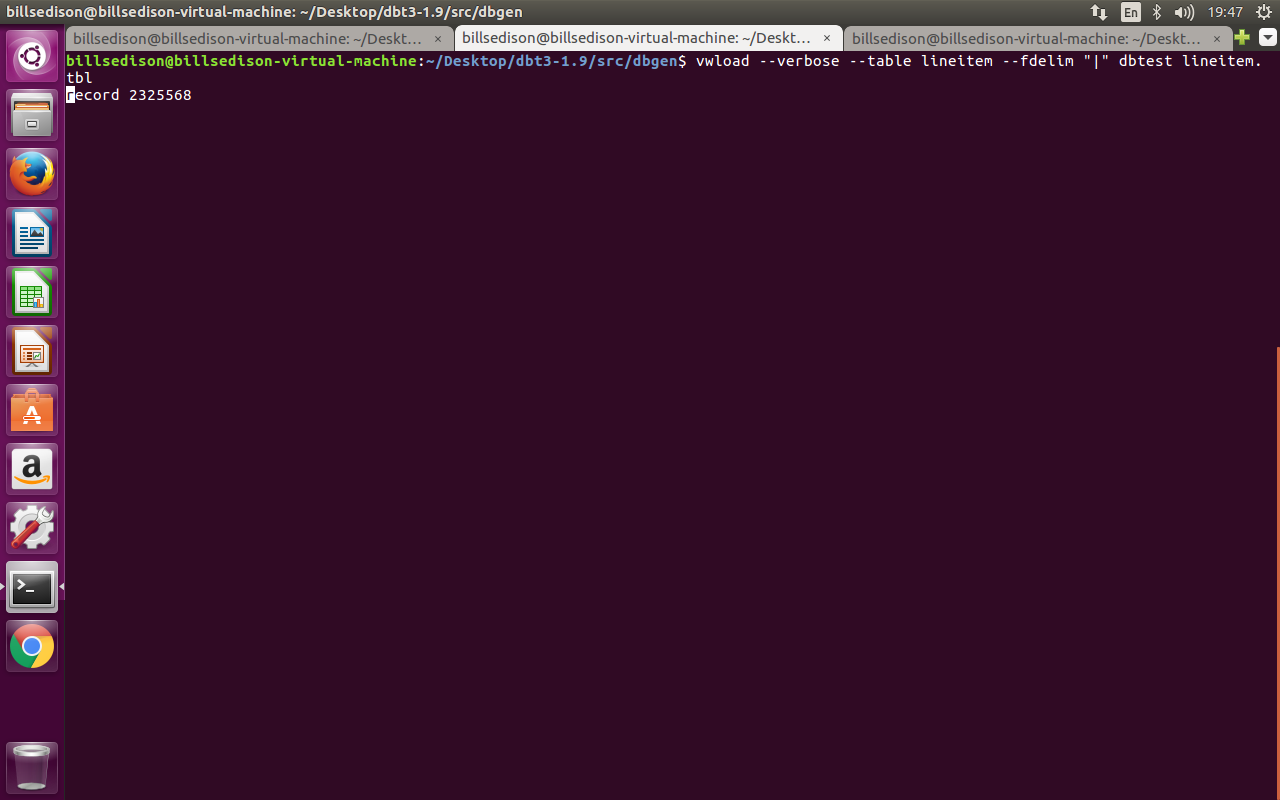 billsedison@billsedison-virtual-machine: ~/Desktop/dbt3-1.9/src/dbgen
En
19:47
billsedison@billsedison-virtual-machine: ~/Deskt... ×
billsedison@billsedison-virtual-machine: ~/Deskt... ×
billsedison@billsedison-virtual-machine: ~/Deskt... ×
billsedison@billsedison-virtual-machine:~/Desktop/dbt3-1.9/src/dbgen$ vwload --verbose --table lineitem --fdelim "|" dbtest lineitem.
tbl
record 2325568